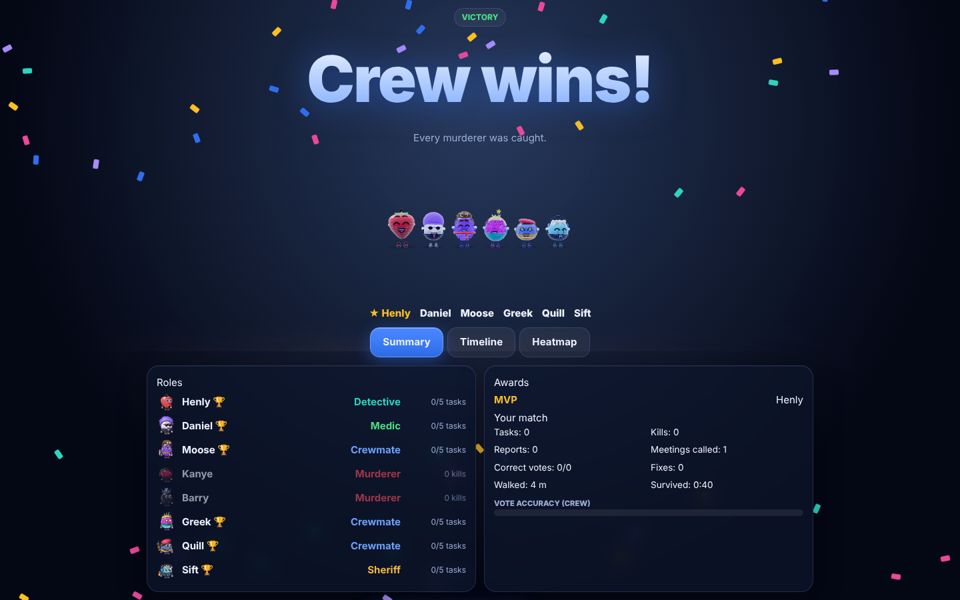 VICTORY
Crew wins!
Every murderer was caught.
★ Henly Daniel Moose Greek Quill Sift
Summary Timeline Heatmap
Roles
Henly 🏆 Detective 0/5 tasks
Daniel 🏆 Medic 0/5 tasks
Moose 🏆 Crewmate 0/5 tasks
Kanye Murderer 0 kills
Barry Murderer 0 kills
Greek 🏆 Crewmate 0/5 tasks
Quill 🏆 Crewmate 0/5 tasks
Sift 🏆 Sheriff 0/5 tasks
Awards
MVP Henly
Your match
Tasks: 0 Kills: 0
Reports: 0 Meetings called: 1
Correct votes: 0/0 Fixes: 0
Walked: 4 m Survived: 0:40
VOTE ACCURACY (CREW)